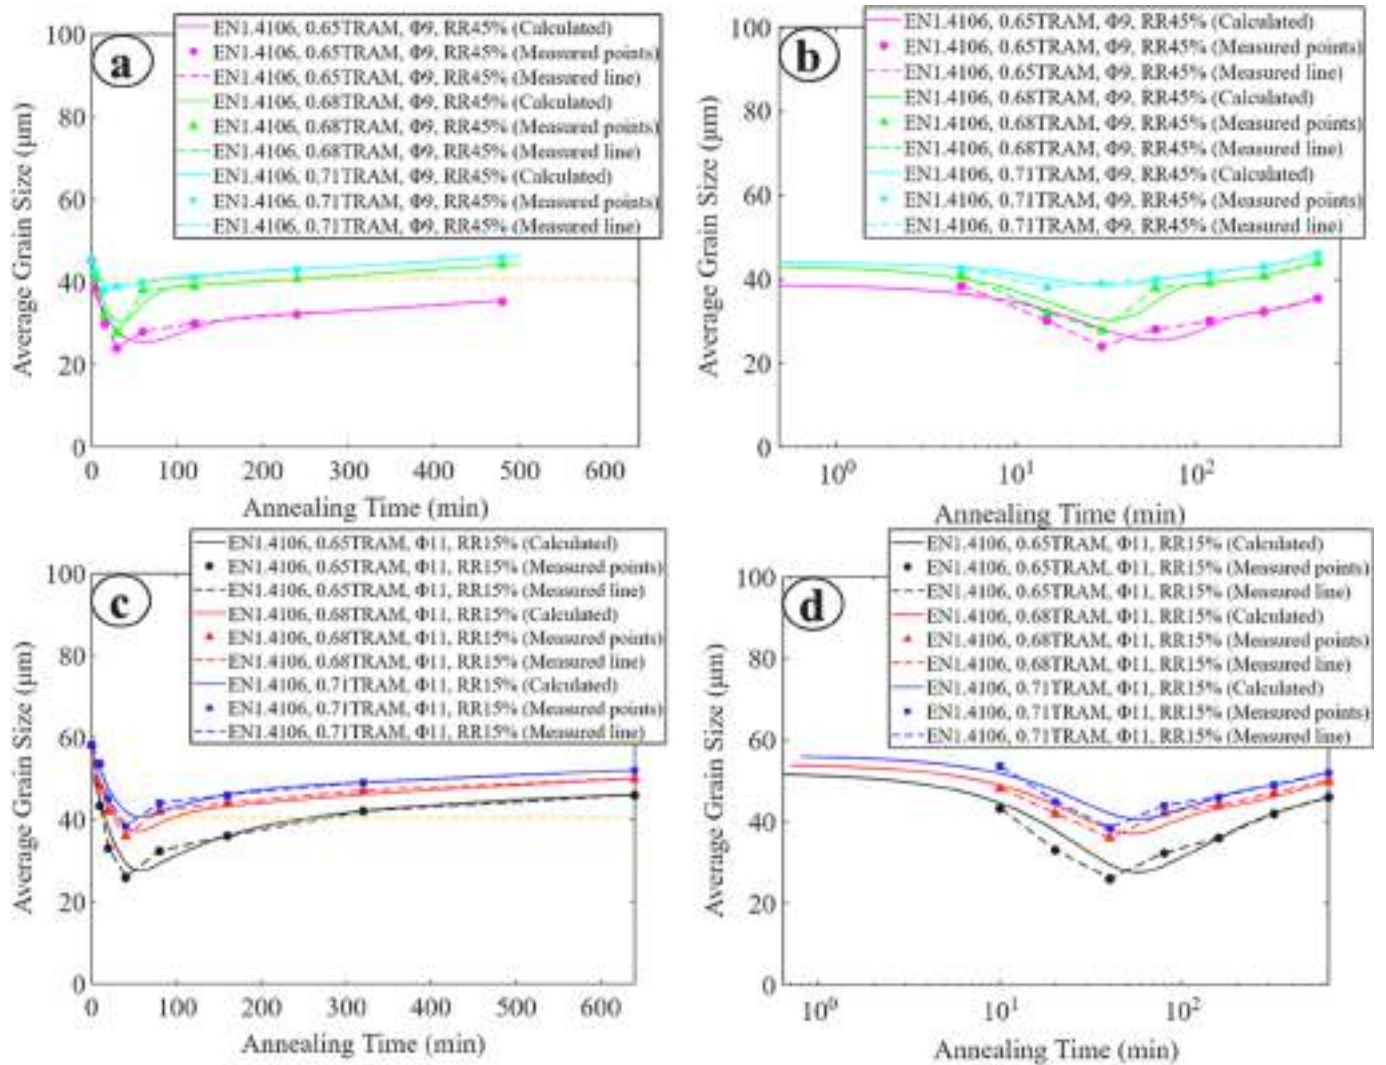 a
EN1.4106, 0.65TRAM, Φ9, RR45% (Calculated)
EN1.4106, 0.65TRAM, Φ9, RR45% (Measured points)
EN1.4106, 0.65TRAM, Φ9, RR45% (Measured line)
EN1.4106, 0.68TRAM, Φ9, RR45% (Calculated)
EN1.4106, 0.68TRAM, Φ9, RR45% (Measured points)
EN1.4106, 0.68TRAM, Φ9, RR45% (Measured line)
EN1.4106, 0.71TRAM, Φ9, RR45% (Calculated)
EN1.4106, 0.71TRAM, Φ9, RR45% (Measured points)
EN1.4106, 0.71TRAM, Φ9, RR45% (Measured line)
Average Grain Size (μm)
100
80
60
40
20
0
0 100 200 300 400 500 600
Annealing Time (min)
b
EN1.4106, 0.65TRAM, Φ9, RR45% (Calculated)
EN1.4106, 0.65TRAM, Φ9, RR45% (Measured points)
EN1.4106, 0.65TRAM, Φ9, RR45% (Measured line)
EN1.4106, 0.68TRAM, Φ9, RR45% (Calculated)
EN1.4106, 0.68TRAM, Φ9, RR45% (Measured points)
EN1.4106, 0.68TRAM, Φ9, RR45% (Measured line)
EN1.4106, 0.71TRAM, Φ9, RR45% (Calculated)
EN1.4106, 0.71TRAM, Φ9, RR45% (Measured points)
EN1.4106, 0.71TRAM, Φ9, RR45% (Measured line)
Average Grain Size (μm)
100
80
60
40
20
0
10⁰ 10¹ 10²
Annealing Time (min)
c
EN1.4106, 0.65TRAM, Φ11, RR15% (Calculated)
EN1.4106, 0.65TRAM, Φ11, RR15% (Measured points)
EN1.4106, 0.65TRAM, Φ11, RR15% (Measured line)
EN1.4106, 0.68TRAM, Φ11, RR15% (Calculated)
EN1.4106, 0.68TRAM, Φ11, RR15% (Measured points)
EN1.4106, 0.68TRAM, Φ11, RR15% (Measured line)
EN1.4106, 0.71TRAM, Φ11, RR15% (Calculated)
EN1.4106, 0.71TRAM, Φ11, RR15% (Measured points)
EN1.4106, 0.71TRAM, Φ11, RR15% (Measured line)
Average Grain Size (μm)
100
80
60
40
20
0
0 100 200 300 400 500 600
Annealing Time (min)
d
EN1.4106, 0.65TRAM, Φ11, RR15% (Calculated)
EN1.4106, 0.65TRAM, Φ11, RR15% (Measured points)
EN1.4106, 0.65TRAM, Φ11, RR15% (Measured line)
EN1.4106, 0.68TRAM, Φ11, RR15% (Calculated)
EN1.4106, 0.68TRAM, Φ11, RR15% (Measured points)
EN1.4106, 0.68TRAM, Φ11, RR15% (Measured line)
EN1.4106, 0.71TRAM, Φ11, RR15% (Calculated)
EN1.4106, 0.71TRAM, Φ11, RR15% (Measured points)
EN1.4106, 0.71TRAM, Φ11, RR15% (Measured line)
Average Grain Size (μm)
100
80
60
40
20
0
10⁰ 10¹ 10²
Annealing Time (min)